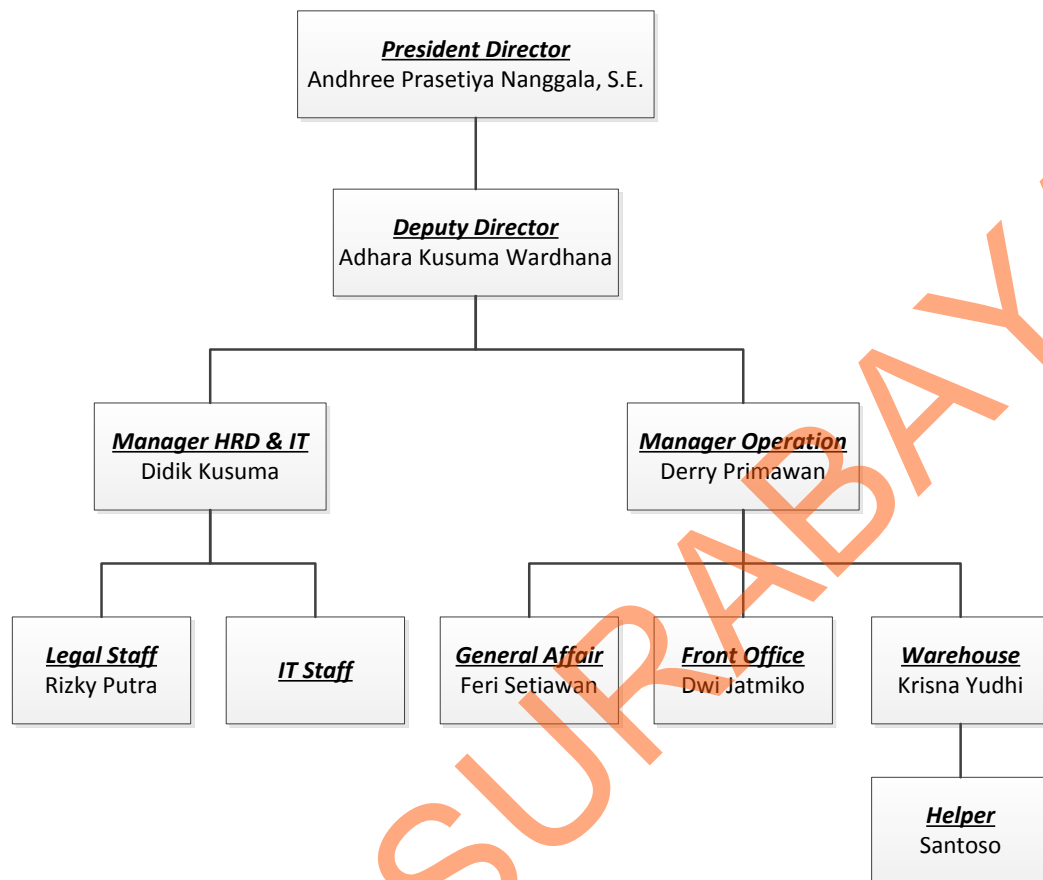 President Director
Andhree Prasetiya Nanggala, S.E.
Deputy Director
Adhara Kusuma Wardhana
Manager HRD & IT
Didik Kusuma
Manager Operation
Derry Primawan
Legal Staff
Rizky Putra
IT Staff
General Affair
Feri Setiawan
Front Office
Dwi Jatmiko
Warehouse
Krisna Yudhi
Helper
Santoso
SURABAY